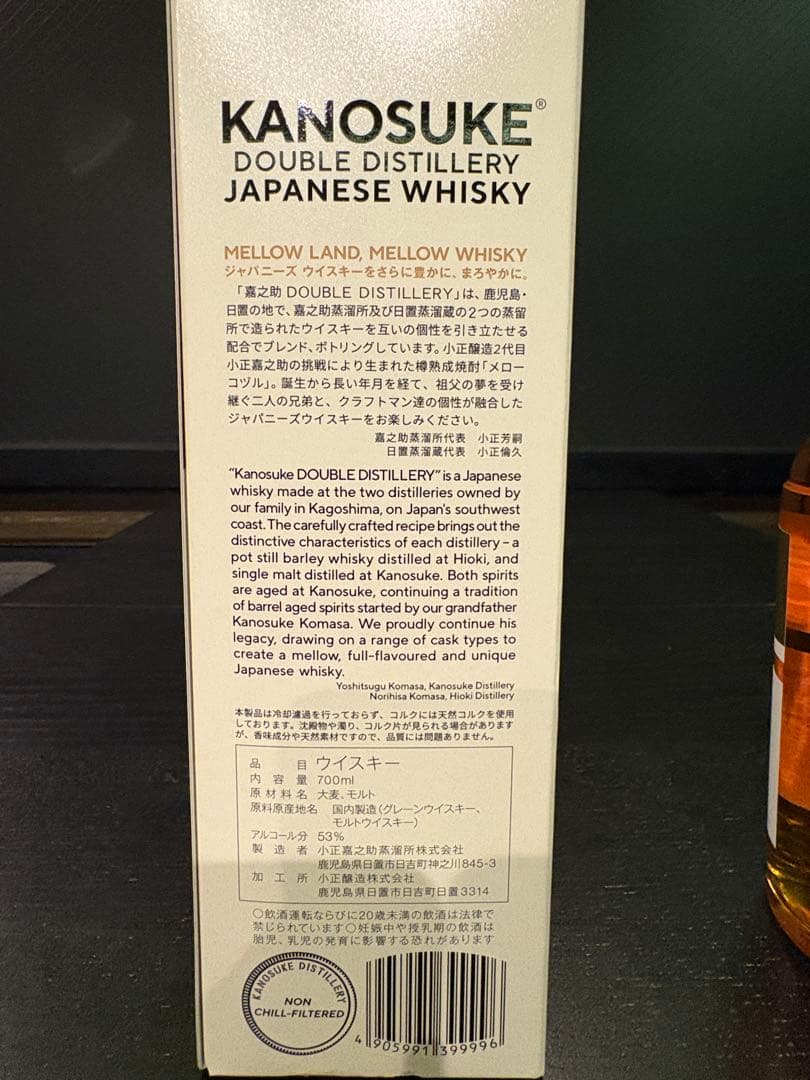 KANOSUKE®
DOUBLE DISTILLERY
JAPANESE WHISKY
MELLOW LAND, MELLOW WHISKY
ジャパニーズ ウイスキーをさらに豊かに、まろやかに。
「嘉之助 DOUBLE DISTILLERY」は、鹿児島・
日置の地で、嘉之助蒸溜所及び日置蒸溜蔵の2つの蒸留
所で造られたウイスキーを互いの個性を引き立たせる
配合でブレンド、ボトリングしています。小正醸造2代目
小正嘉之助の挑戦により生まれた樽熟成焼酎「メロー
コヅル」。誕生から長い年月を経て、祖父の夢を受け
継ぐ二人の兄弟と、クラフトマン達の個性が融合した
ジャパニーズウイスキーをお楽しみください。
嘉之助蒸溜所代表 小正芳嗣
日置蒸溜蔵代表 小正倫久
“Kanosuke DOUBLE DISTILLERY” is a Japanese
whisky made at the two distilleries owned by
our family in Kagoshima, on Japan's southwest
coast. The carefully crafted recipe brings out the
distinctive characteristics of each distillery – a
pot still barley whisky distilled at Hioki, and
single malt distilled at Kanosuke. Both spirits
are aged at Kanosuke, continuing a tradition
of barrel aged spirits started by our grandfather
Kanosuke Komasa. We proudly continue his
legacy, drawing on a range of cask types to
create a mellow, full-flavoured and unique
Japanese whisky.
Yoshitsugu Komasa, Kanosuke Distillery
Norihisa Komasa, Hioki Distillery
本製品は冷却濾過を行っておらず、コルクには天然コルクを使用
しております。沈殿物や濁り、コルク片が見られる場合があります
が、香味成分や天然素材ですので、品質には問題ありません。
品目 ウイスキー
内容量 700ml
原材料名 大麦、モルト
原料原産地名 国内製造(グレーンウイスキー、
モルトウイスキー)
アルコール分 53%
製造者 小正嘉之助蒸溜所株式会社
鹿児島県日置市日吉町神之川845-3
加工所 小正醸造株式会社
鹿児島県日置市日吉町日置3314
○飲酒運転ならびに20歳未満の飲酒は法律で
禁じられています○妊娠中や授乳期の飲酒は
胎児、乳児の発育に影響する恐れがあります
KANOSUKE DISTILLERY
NON
CHILL-FILTERED
4 905991 399996